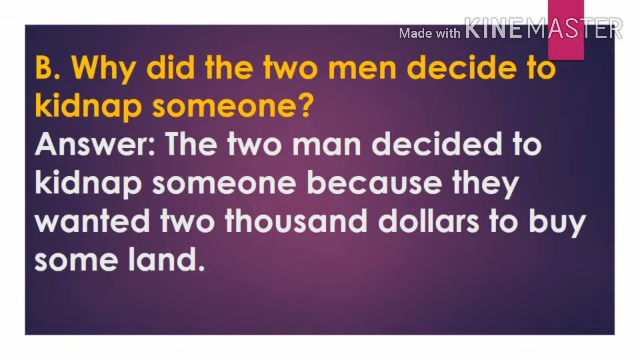 Made with KINEMASTER
B. Why did the two men decide to
kidnap someone?
Answer: The two man decided to
kidnap someone because they
wanted two thousand dollars to buy
some land.